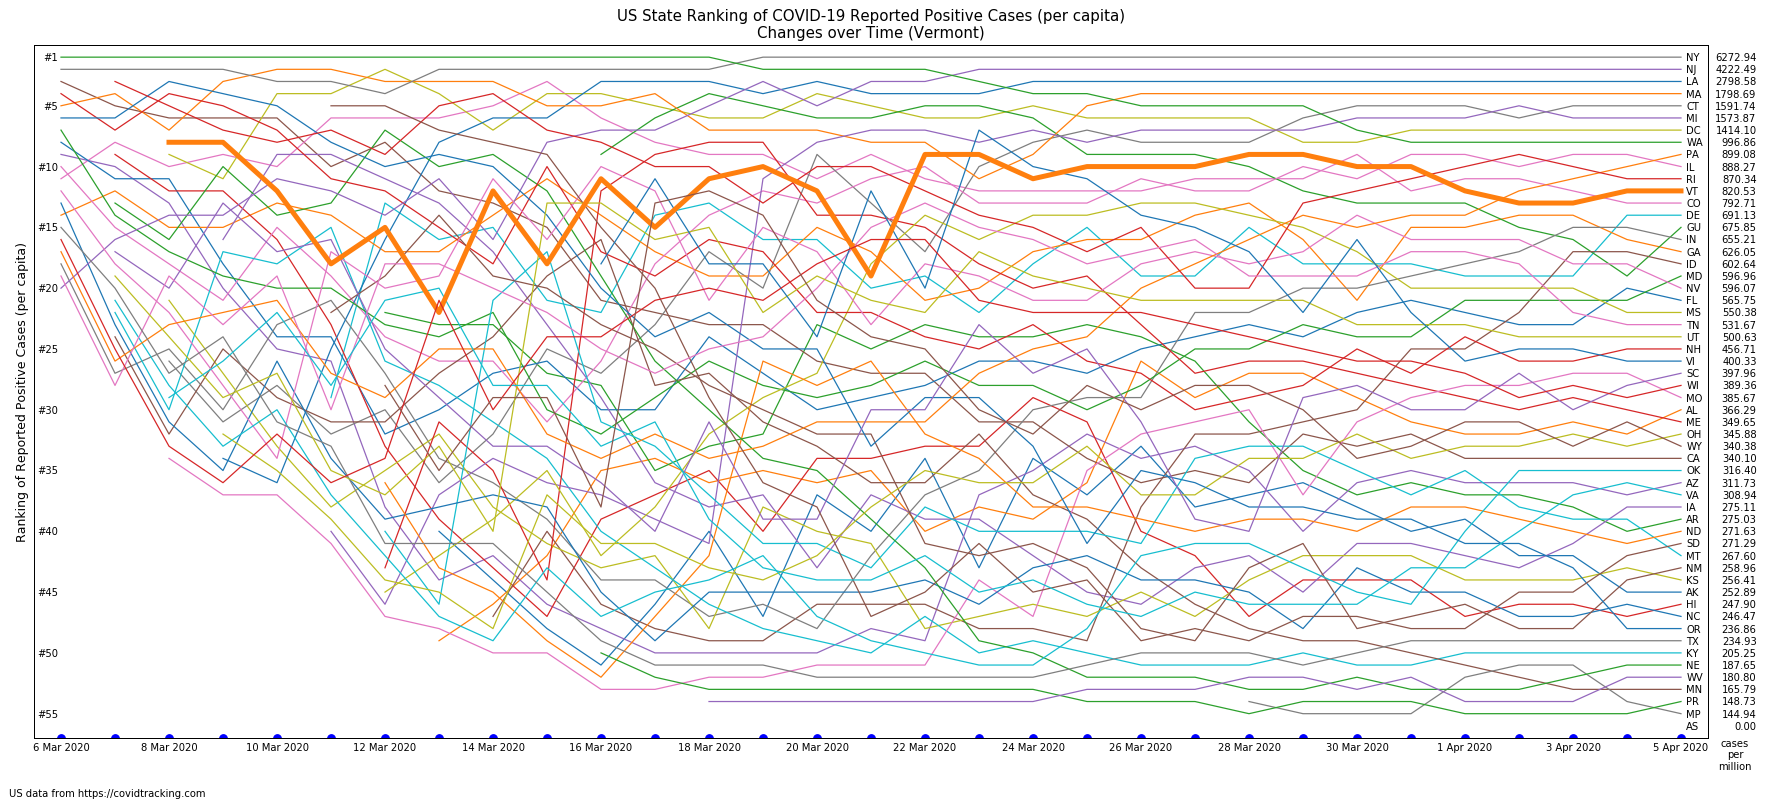 US State Ranking of COVID-19 Reported Positive Cases (per capita)
Changes over Time (Vermont)
Ranking of Reported Positive Cases (per capita)
#1
#5
#10
#15
#20
#25
#30
#35
#40
#45
#50
#55
NY 6272.94
NJ 4222.49
LA 2798.58
MA 1798.69
CT 1591.74
MI 1573.87
DC 1414.10
WA 996.86
PA 899.08
IL 888.27
RI 870.34
VT 820.53
CO 792.71
DE 691.13
GU 675.85
IN 655.21
GA 626.05
ID 602.64
MD 596.96
NV 596.07
FL 565.75
MS 550.38
TN 531.67
UT 500.63
NH 456.71
VI 400.33
SC 397.96
WI 389.36
MO 385.67
AL 366.29
ME 349.65
OH 345.88
WY 340.38
CA 340.10
OK 316.40
AZ 311.73
VA 308.94
IA 275.11
AR 275.03
ND 271.63
SD 271.29
MT 267.60
NM 258.96
KS 256.41
AK 252.89
HI 247.90
NC 246.47
OR 236.86
TX 234.93
KY 205.25
NE 187.65
WV 180.80
MN 165.79
PR 148.73
MP 144.94
AS 0.00
6 Mar 2020 8 Mar 2020 10 Mar 2020 12 Mar 2020 14 Mar 2020 16 Mar 2020 18 Mar 2020 20 Mar 2020 22 Mar 2020 24 Mar 2020 26 Mar 2020 28 Mar 2020 30 Mar 2020 1 Apr 2020 3 Apr 2020 5 Apr 2020
cases
per
million
US data from https://covidtracking.com